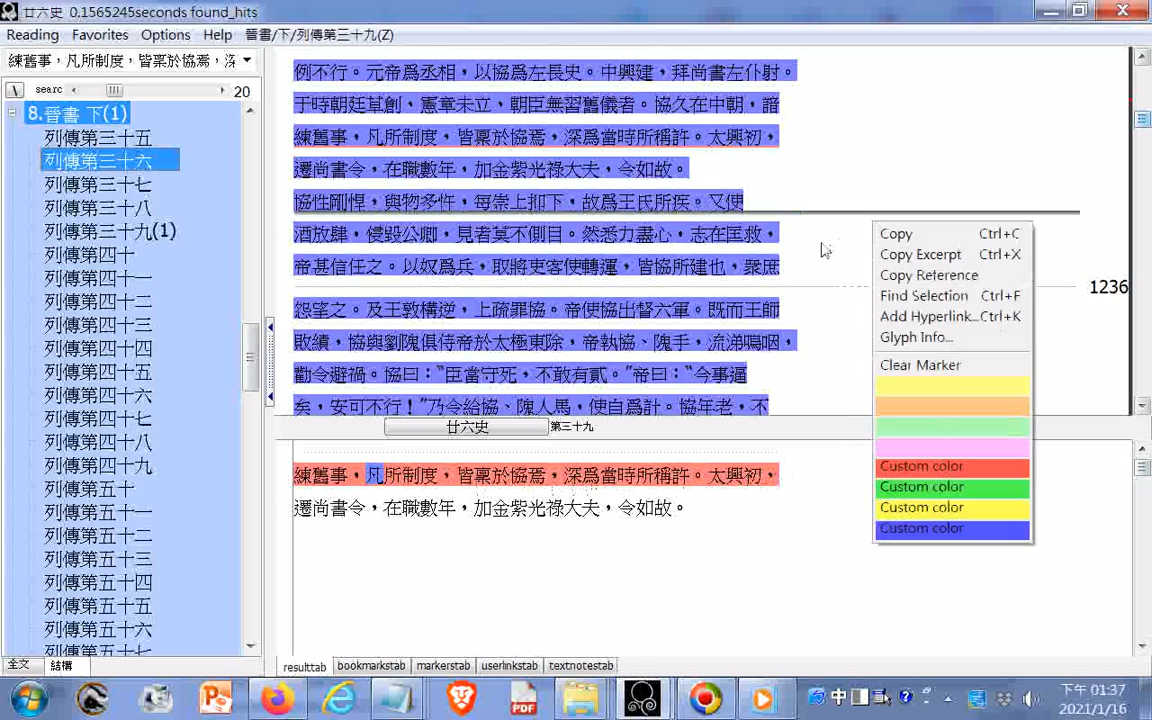 廿六史 0.1565245seconds found_hits
Reading Favorites Options Help 晉書/下/列傳第三十九(Z)
練舊事，凡所制度，皆稟於協焉，深
searc 20
8.晉書 下(1)
列傳第三十五
列傳第三十六
列傳第三十七
列傳第三十八
列傳第三十九(1)
列傳第四十
列傳第四十一
列傳第四十二
列傳第四十三
列傳第四十四
列傳第四十五
列傳第四十六
列傳第四十七
列傳第四十八
列傳第四十九
列傳第五十
列傳第五十一
列傳第五十二
列傳第五十三
列傳第五十四
列傳第五十五
列傳第五十六
列傳第五十七
全文 結構
例不行。元帝爲丞相，以協爲左長史。中興建，拜尚書左仆射。
于時朝廷草創，憲章未立，朝臣無習舊儀者。協久在中朝，諳
練舊事，凡所制度，皆稟於協焉，深爲當時所稱許。太興初，
遷尚書令，在職數年，加金紫光祿大夫，令如故。
協性剛悍，與物多忤，每崇上抑下，故爲王氏所疾。又使
酒放肆，侵毀公卿，見者莫不側目。然悉力盡心，志在匡救，
帝甚信任之。以奴爲兵，取將吏客使轉運，皆協所建也，衆庶
1236
怨望之。及王敦構逆，上疏罪協。帝使協出督六軍。既而王師
敗績，協與劉隗俱侍帝於太極東除，帝執協、隗手，流涕嗚咽，
勸令避禍。協曰：“臣當守死，不敢有貳。”帝曰：“今事逼
矣，安可不行！”乃令給協、隗人馬，使自爲計。協年老，不
Copy Ctrl+C
Copy Excerpt Ctrl+X
Copy Reference
Find Selection Ctrl+F
Add Hyperlink...Ctrl+K
Glyph Info...
Clear Marker
Custom color
Custom color
Custom color
Custom color
廿六史 第三十九
練舊事，凡所制度，皆稟於協焉，深爲當時所稱許。太興初，
遷尚書令，在職數年，加金紫光祿大夫，令如故。
resulttab bookmarkstab markerstab userlinkstab textnotestab
PDF
中
下午 01:37
2021/1/16